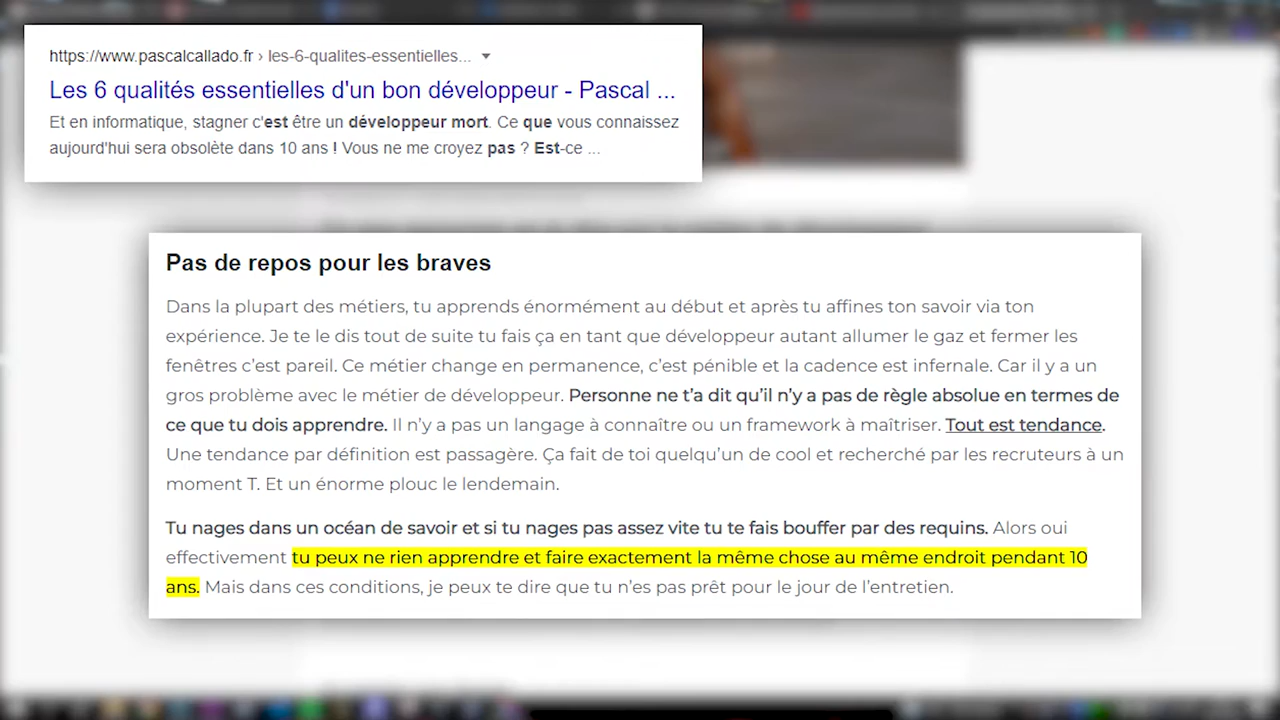 https://www.pascalcallado.fr › les-6-qualites-essentielles...
Les 6 qualités essentielles d'un bon développeur - Pascal ...
Et en informatique, stagner c'est être un développeur mort. Ce que vous connaissez
aujourd'hui sera obsolète dans 10 ans ! Vous ne me croyez pas ? Est-ce ...
Pas de repos pour les braves
Dans la plupart des métiers, tu apprends énormément au début et après tu affines ton savoir via ton
expérience. Je te le dis tout de suite tu fais ça en tant que développeur autant allumer le gaz et fermer les
fenêtres c’est pareil. Ce métier change en permanence, c’est pénible et la cadence est infernale. Car il y a un
gros problème avec le métier de développeur. Personne ne t’a dit qu’il n’y a pas de règle absolue en termes de
ce que tu dois apprendre. Il n’y a pas un langage à connaître ou un framework à maîtriser. Tout est tendance.
Une tendance par définition est passagère. Ça fait de toi quelqu’un de cool et recherché par les recruteurs à un
moment T. Et un énorme plouc le lendemain.
Tu nages dans un océan de savoir et si tu nages pas assez vite tu te fais bouffer par des requins. Alors oui
effectivement tu peux ne rien apprendre et faire exactement la même chose au même endroit pendant 10
ans. Mais dans ces conditions, je peux te dire que tu n’es pas prêt pour le jour de l’entretien.